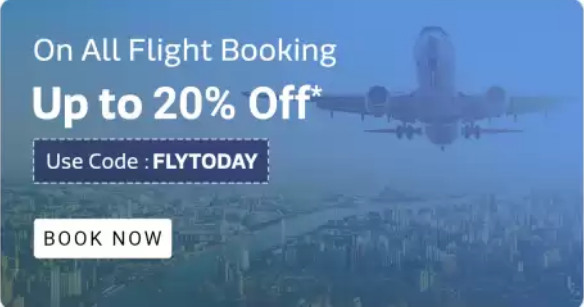 On All Flight Booking
Up to 20% Off*
Use Code : FLYTODAY
BOOK NOW